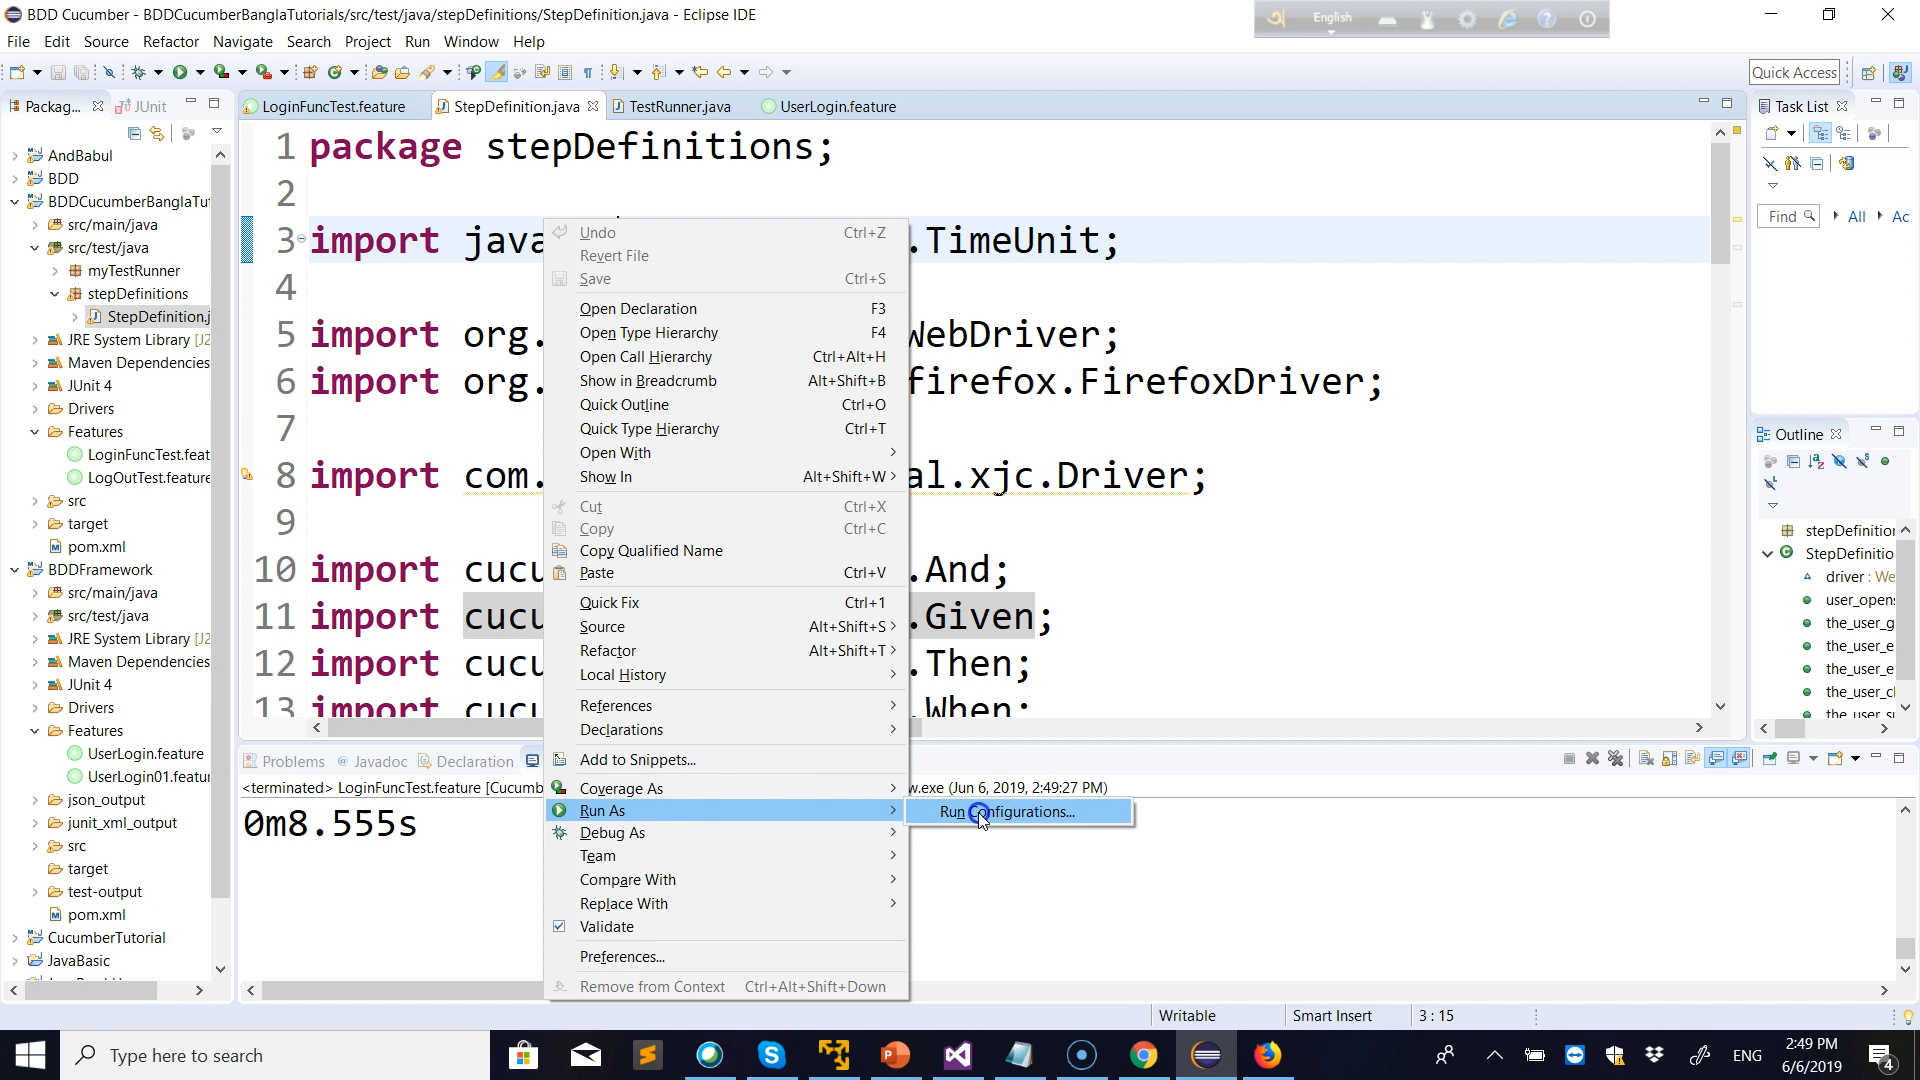 BDD Cucumber - BDDCucumberBanglaTutorials/src/test/java/stepDefinitions/StepDefinition.java - Eclipse IDE
English
File Edit Source Refactor Navigate Search Project Run Window Help
Quick Access
Packag... JUnit
LoginFuncTest.feature StepDefinition.java TestRunner.java UserLogin.feature
Task List
AndBabul
BDD
BDDCucumberBanglaTu
src/main/java
src/test/java
myTestRunner
stepDefinitions
StepDefinition.j
JRE System Library [J2
Maven Dependencies
JUnit 4
Drivers
Features
LoginFuncTest.feat
LogOutTest.feature
src
target
pom.xml
BDDFramework
src/main/java
src/test/java
JRE System Library [J2
Maven Dependencies
JUnit 4
Drivers
Features
UserLogin.feature
UserLogin01.featur
json_output
junit_xml_output
src
target
test-output
pom.xml
CucumberTutorial
JavaBasic
1 package stepDefinitions;
2
3 import java .TimeUnit;
4
5 import org. WebDriver;
6 import org. firefox.FirefoxDriver;
7
8 import com. al.xjc.Driver;
9
10 import cucu .And;
11 import cucu .Given;
12 import cucu .Then;
13 import cucu .When;
Undo Ctrl+Z
Revert File
Save Ctrl+S
Open Declaration F3
Open Type Hierarchy F4
Open Call Hierarchy Ctrl+Alt+H
Show in Breadcrumb Alt+Shift+B
Quick Outline Ctrl+O
Quick Type Hierarchy Ctrl+T
Open With
Show In Alt+Shift+W
Cut Ctrl+X
Copy Ctrl+C
Copy Qualified Name
Paste Ctrl+V
Quick Fix Ctrl+1
Source Alt+Shift+S
Refactor Alt+Shift+T
Local History
References
Declarations
Add to Snippets...
Coverage As
Run As
Debug As
Team
Compare With
Replace With
Validate
Preferences...
Remove from Context Ctrl+Alt+Shift+Down
Run Configurations...
Find All Ac
Outline
stepDefinition
StepDefinitio
driver : We
user_opens
the_user_g
the_user_e
the_user_e
the_user_cl
the_user_s
Problems Javadoc Declaration
<terminated> LoginFuncTest.feature [Cucumb w.exe (Jun 6, 2019, 2:49:27 PM)
0m8.555s
Writable Smart Insert 3 : 15
Type here to search
ENG
2:49 PM
6/6/2019
4